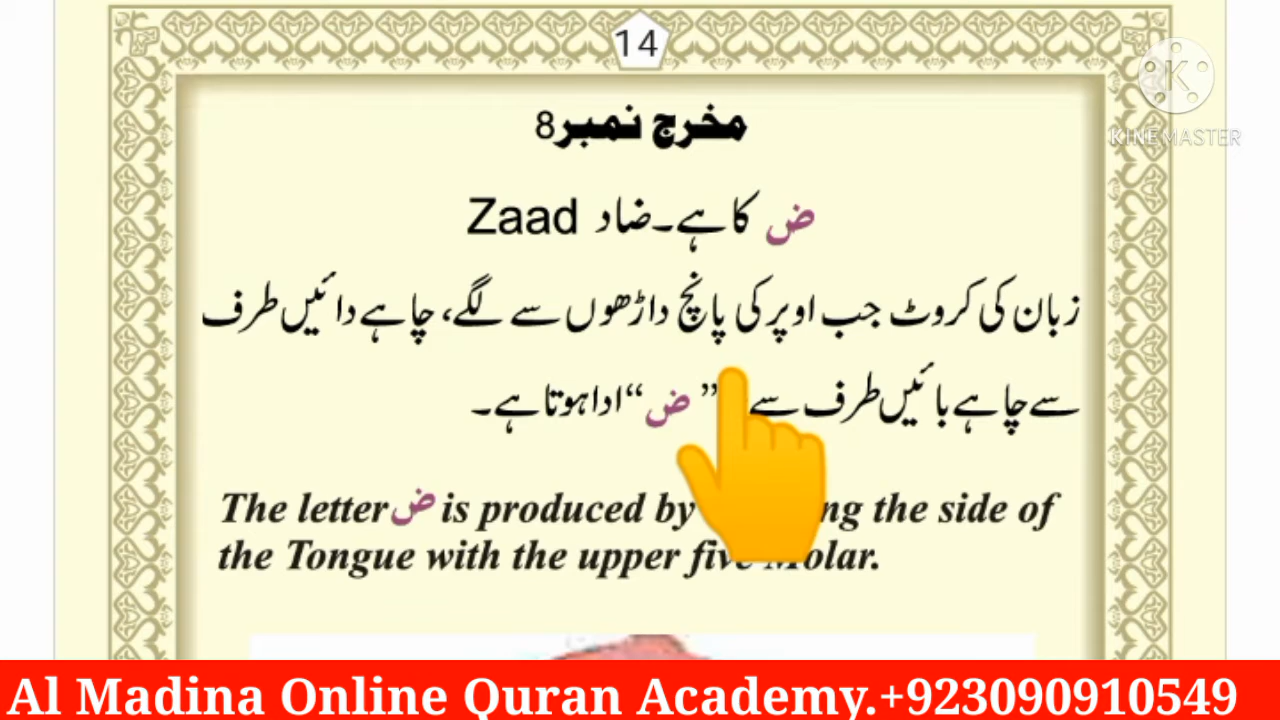 14
KINEMASTER
مخرج نمبر8
ض کا ہے۔ ضاد Zaad
زبان کی کروٹ جب اوپر کی پانچ داڑھوں سے لگے، چاہے دائیں طرف
سے چاہے بائیں طرف سے ”ض“ ادا ہوتا ہے۔
The letter ض is produced by ng the side of
the Tongue with the upper five Molar.
Al Madina Online Quran Academy.+923090910549